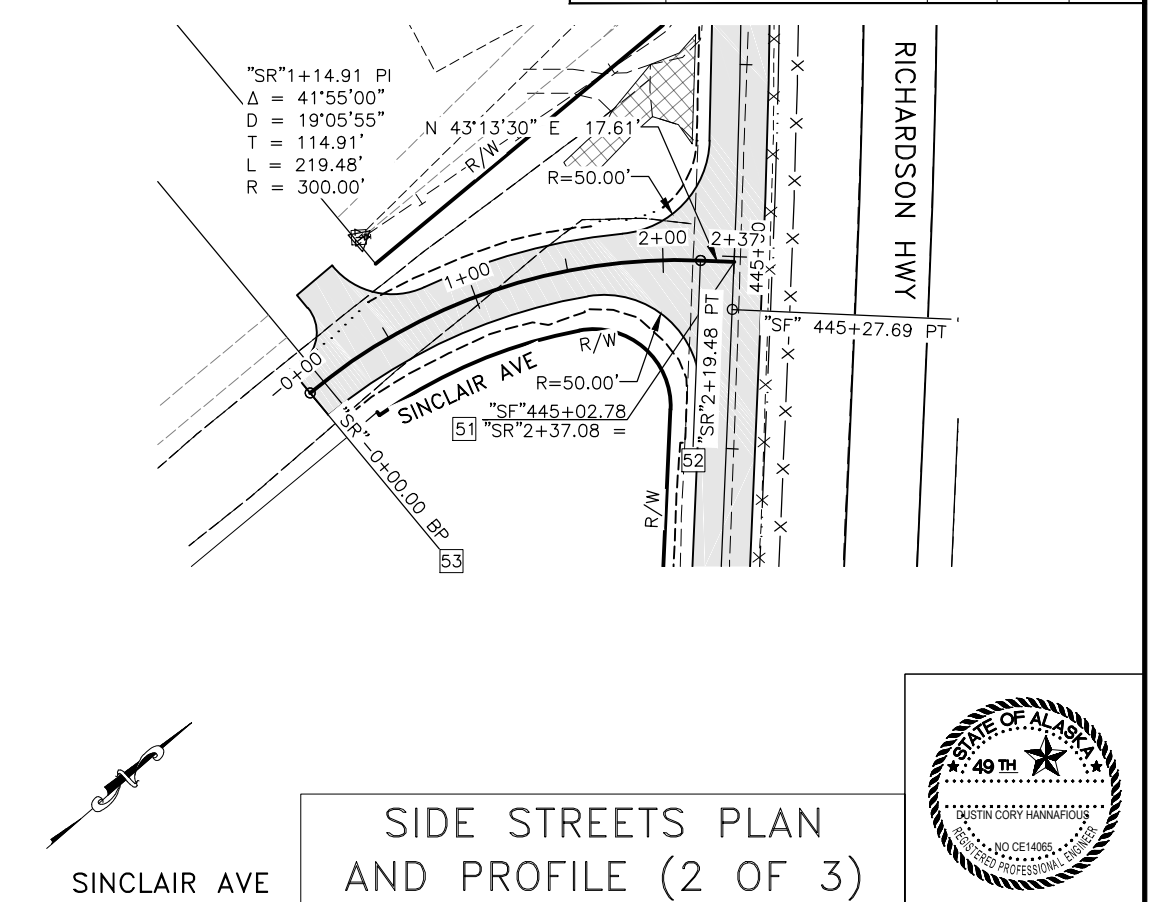 "SR"1+14.91 PI
Δ = 41°55'00"
D = 19°05'55"
T = 114.91'
L = 219.48'
R = 300.00'
N 43°13'30" E 17.61'
R/W
R=50.00'
RICHARDSON HWY
2+00
2+37
445+50
1+00
-0+00
"SF" 445+27.69 PT
"SR"2+19.48 PT
R/W
SINCLAIR AVE
R=50.00'
"SF"445+02.78
51 "SR"2+37.08 =
52
"SR"-0+00.00 BP
R/W
53
STATE OF ALASKA
49 TH
DUSTIN CORY HANNAFIOUS
NO CE14065
REGISTERED PROFESSIONAL ENGINEER
SIDE STREETS PLAN
AND PROFILE (2 OF 3)
SINCLAIR AVE